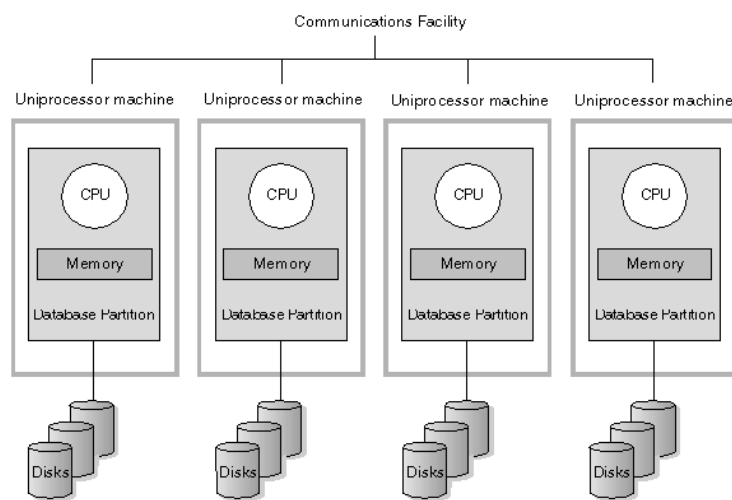 Communications Facility
Uniprocessor machine
Uniprocessor machine
Uniprocessor machine
Uniprocessor machine
CPU
CPU
CPU
CPU
Memory
Memory
Memory
Memory
Database Partition
Database Partition
Database Partition
Database Partition
Disks
Disks
Disks
Disks